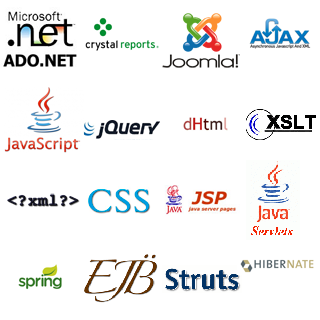 Microsoft®
.net
ADO.NET
crystal reports.
Joomla!
AJAX
Asynchronous Javascript And XML
JavaScript
jQuery
dHtml
XSLT
<?xml?>
CSS
JAVA
JSP
java server pages
Java
Servlets
spring
EJB
Struts
HIBERNATE